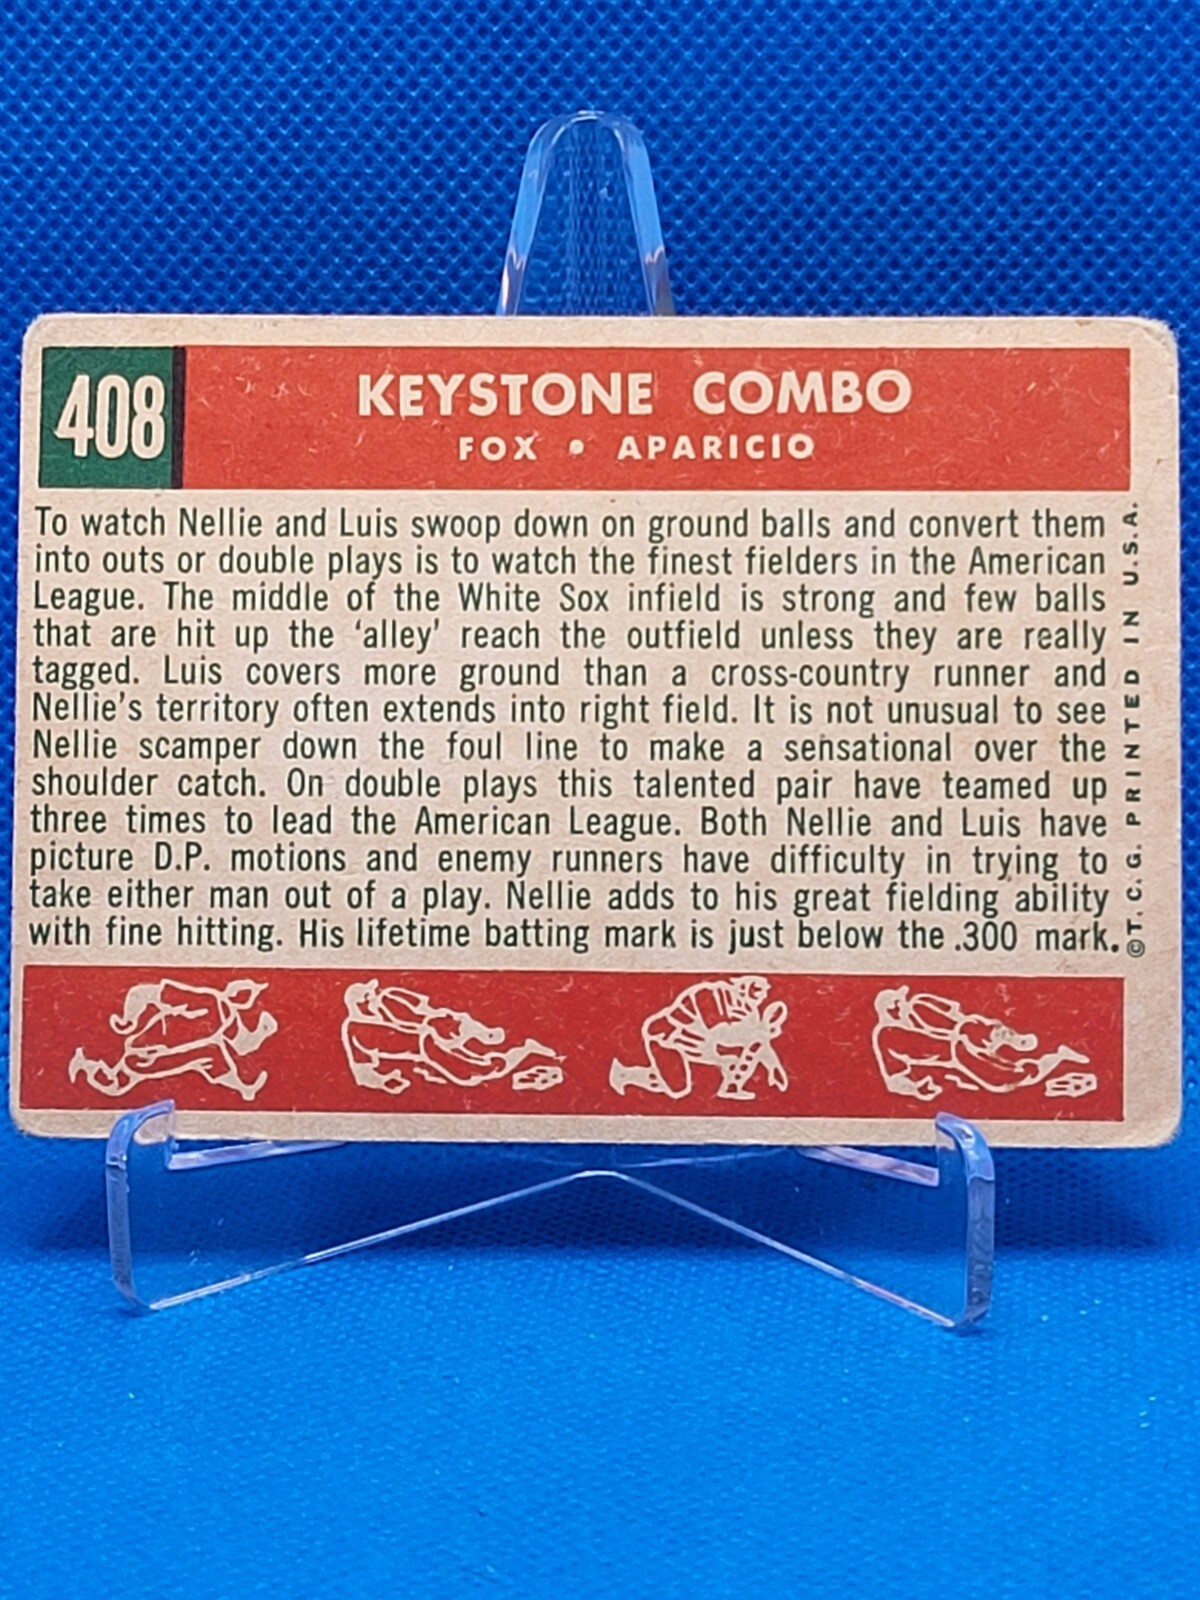 408
KEYSTONE COMBO
FOX • APARICIO
To watch Nellie and Luis swoop down on ground balls and convert them
into outs or double plays is to watch the finest fielders in the American
League. The middle of the White Sox infield is strong and few balls
that are hit up the ‘alley’ reach the outfield unless they are really
tagged. Luis covers more ground than a cross-country runner and
Nellie's territory often extends into right field. It is not unusual to see
Nellie scamper down the foul line to make a sensational over the
shoulder catch. On double plays this talented pair have teamed up
three times to lead the American League. Both Nellie and Luis have
picture D.P. motions and enemy runners have difficulty in trying to
take either man out of a play. Nellie adds to his great fielding ability
with fine hitting. His lifetime batting mark is just below the .300 mark.
©T. C. G. PRINTED IN U.S.A.